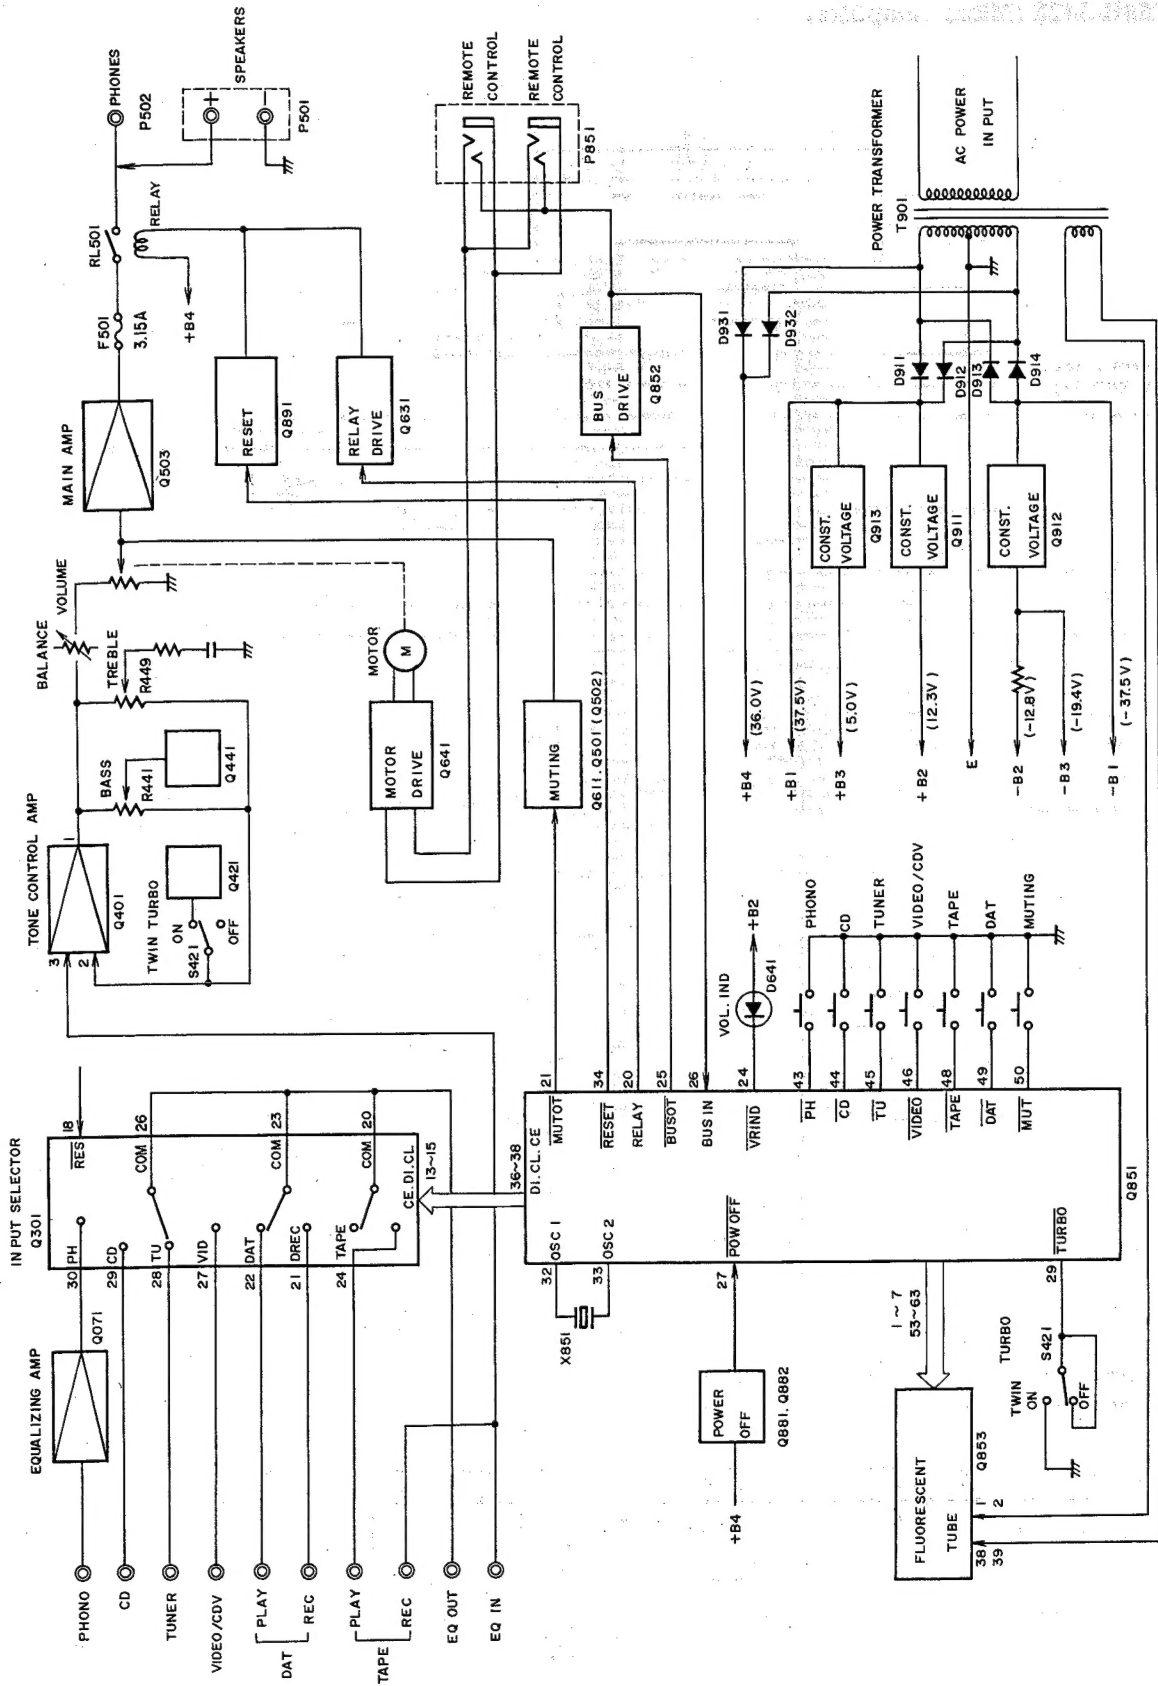 PHONES
P502
SPEAKERS
+
−
P501
RL501
RELAY
F501
3.15A
+B4
MAIN AMP
Q503
RESET
Q891
RELAY
DRIVE
Q631
REMOTE
CONTROL
REMOTE
CONTROL
P851
BUS
DRIVE
Q852
BALANCE
VOLUME
TREBLE
R449
BASS
R441
Q441
TONE CONTROL AMP
Q401
1
3
2
TWIN TURBO
ON
OFF
S421
Q421
MOTOR
M
MOTOR
DRIVE
Q641
MUTING
Q611.Q501 (Q502)
POWER TRANSFORMER
T901
AC POWER
IN PUT
D931
D932
D911
D912
D913
D914
CONST.
VOLTAGE
Q913
CONST.
VOLTAGE
Q911
CONST.
VOLTAGE
Q912
+B4
(36.0V)
+B1
(37.5V)
+B3
(5.0V)
+B2
(12.3V)
E
−B2
(−12.8V)
−B3
(−19.4V)
−B1
(−37.5V)
IN PUT SELECTOR
Q301
18
RES
26
COM
23
COM
20
COM
CE.DI.CL
13~15
30
PH
29
CD
28
TU
27
VID
22
DAT
21
DREC
24
TAPE
EQUALIZING AMP
Q071
PHONO
CD
TUNER
VIDEO/CDV
PLAY
REC
DAT
PLAY
REC
TAPE
EQ OUT
EQ IN
36~38
DI.CL.CE
21
MUTOT
34
RESET
20
RELAY
25
BUSOT
26
BUS IN
24
VRIND
43
PH
44
CD
45
TU
46
VIDEO
48
TAPE
49
DAT
50
MUT
Q851
VOL. IND
D641
+B2
PHONO
CD
TUNER
VIDEO/CDV
TAPE
DAT
MUTING
32
OSC 1
33
OSC 2
X851
27
POWOFF
POWER
OFF
Q881.Q882
+B4
1~7
53~63
29
TURBO
TWIN TURBO
ON
OFF
S421
FLUORESCENT
TUBE
Q853
1
2
38
39